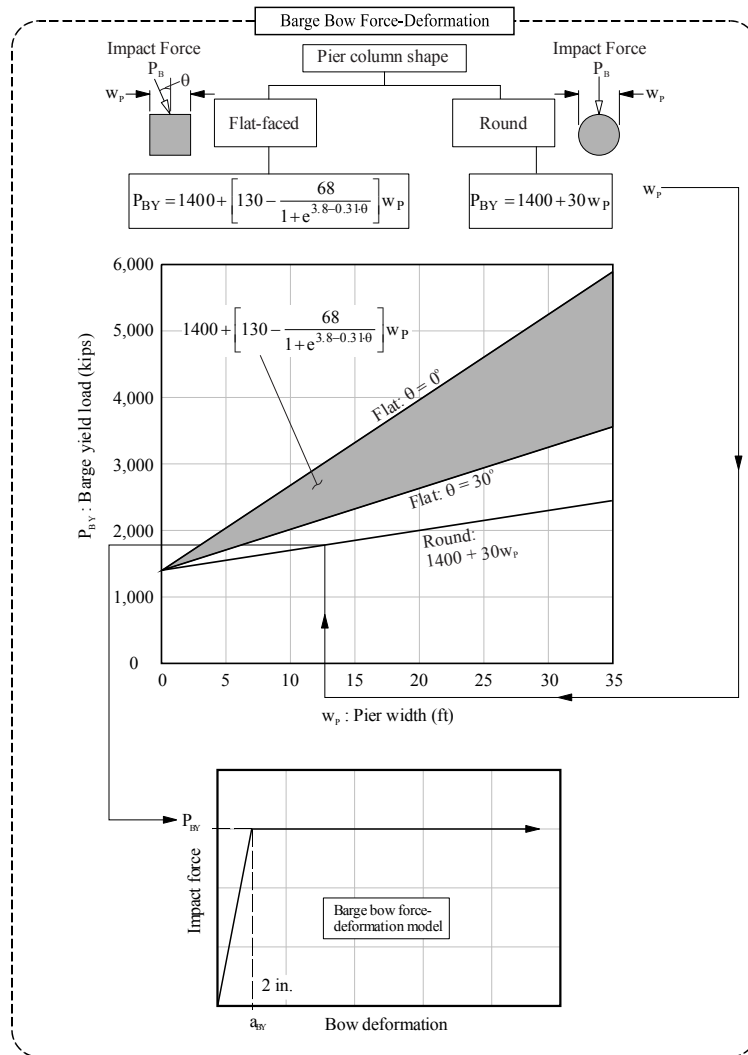 Barge Bow Force-Deformation
Impact Force
P_B
θ
w_P
Pier column shape
Impact Force
P_B
w_P
Flat-faced
Round
P_BY = 1400 + [130 − 68 / (1 + e^(3.8−0.31θ))] w_P
P_BY = 1400 + 30w_P
w_P
6,000
5,000
4,000
3,000
2,000
1,000
0
P_BY : Barge yield load (kips)
1400 + [130 − 68 / (1 + e^(3.8−0.31θ))] w_P
Flat: θ = 0°
Flat: θ = 30°
Round:
1400 + 30w_P
0 5 10 15 20 25 30 35
w_P : Pier width (ft)
P_BY
Impact force
Barge bow force-
deformation model
2 in.
a_BY
Bow deformation